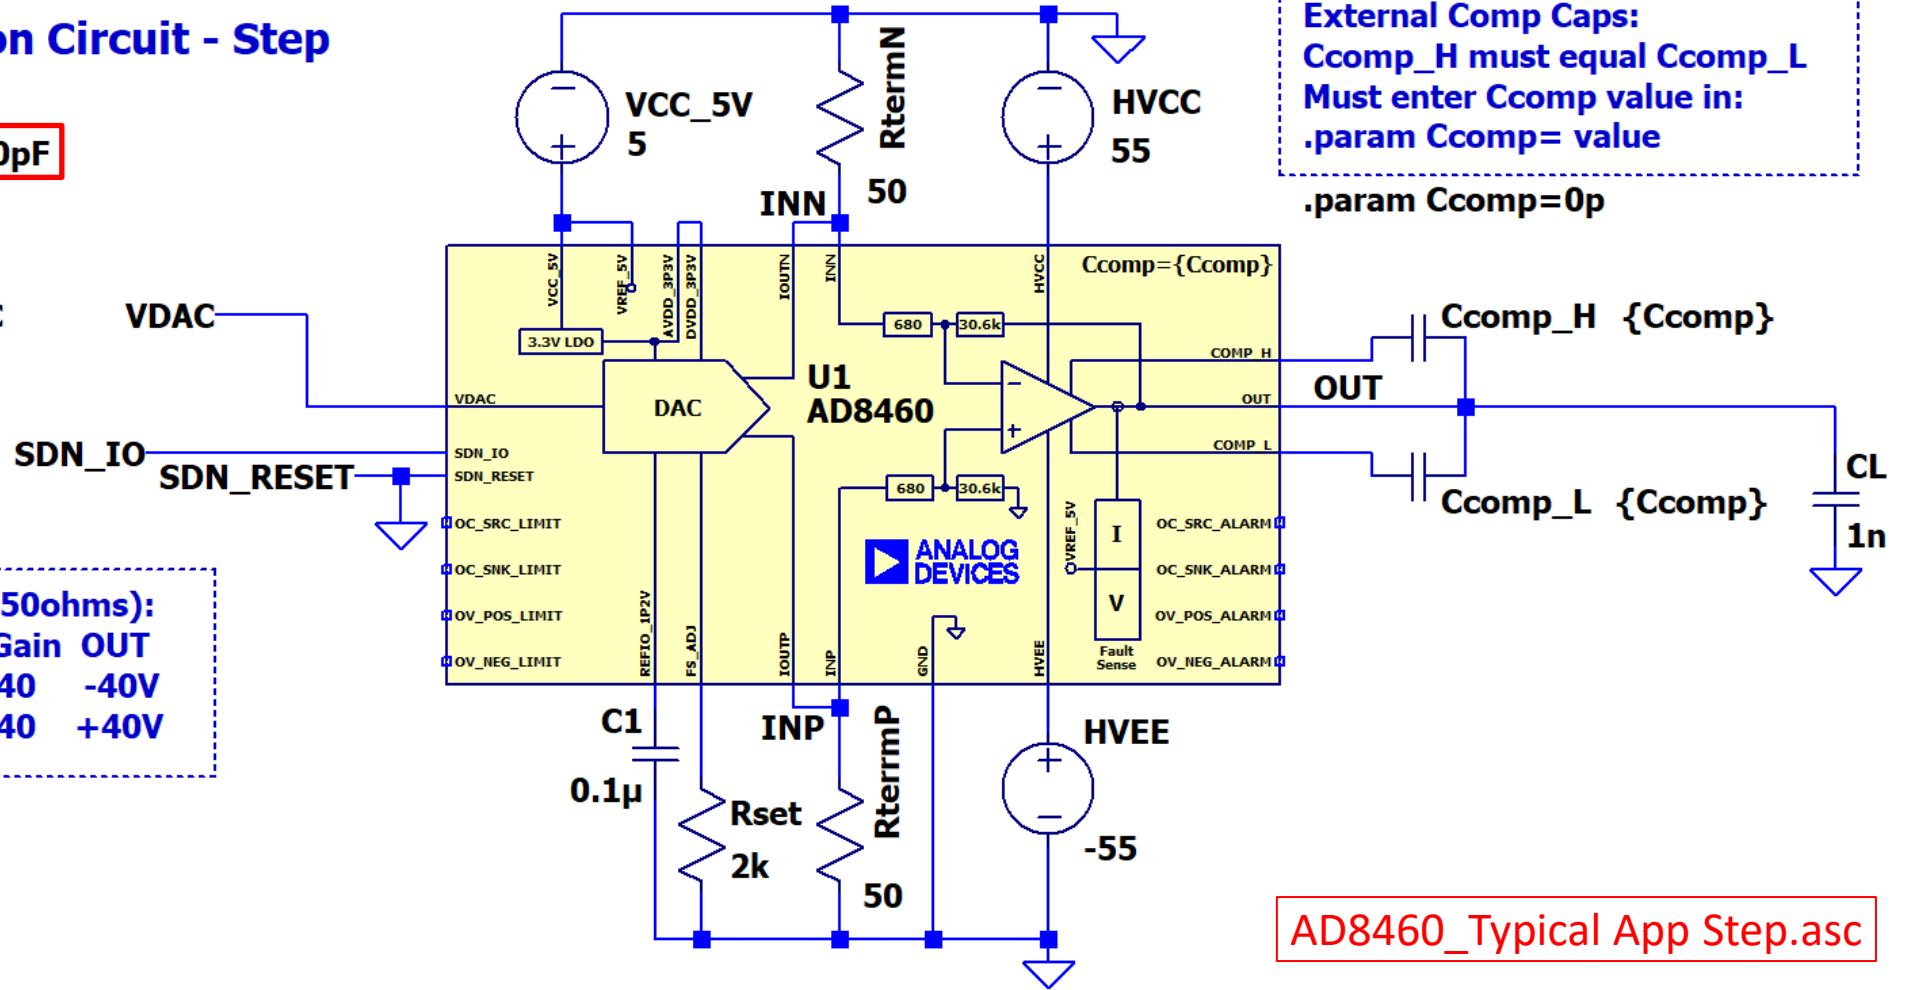 on Circuit - Step
0pF
External Comp Caps:
Ccomp_H must equal Ccomp_L
Must enter Ccomp value in:
.param Ccomp= value
.param Ccomp=0p
VCC_5V
5
RtermN
50
HVCC
55
INN
VCC_5V
VREF_5V
AVDD_3P3V
DVDD_3P3V
IOUTN
INN
HVCC
Ccomp={Ccomp}
VDAC
3.3V LDO
680
30.6k
U1
AD8460
DAC
VDAC
SDN_IO
SDN_RESET
SDN_IO
SDN_RESET
COMP_H
OUT
COMP_L
OUT
Ccomp_H {Ccomp}
Ccomp_L {Ccomp}
CL
1n
680
30.6k
OC_SRC_LIMIT
OC_SNK_LIMIT
OV_POS_LIMIT
OV_NEG_LIMIT
ANALOG
DEVICES
VREF_5V
I
V
Fault
Sense
OC_SRC_ALARM
OC_SNK_ALARM
OV_POS_ALARM
OV_NEG_ALARM
REFIO_1P2V
FS_ADJ
IOUTP
INP
GND
HVEE
50ohms):
Gain OUT
40 -40V
40 +40V
C1
0.1µ
Rset
2k
INP
RterrmP
50
HVEE
-55
AD8460_Typical App Step.asc